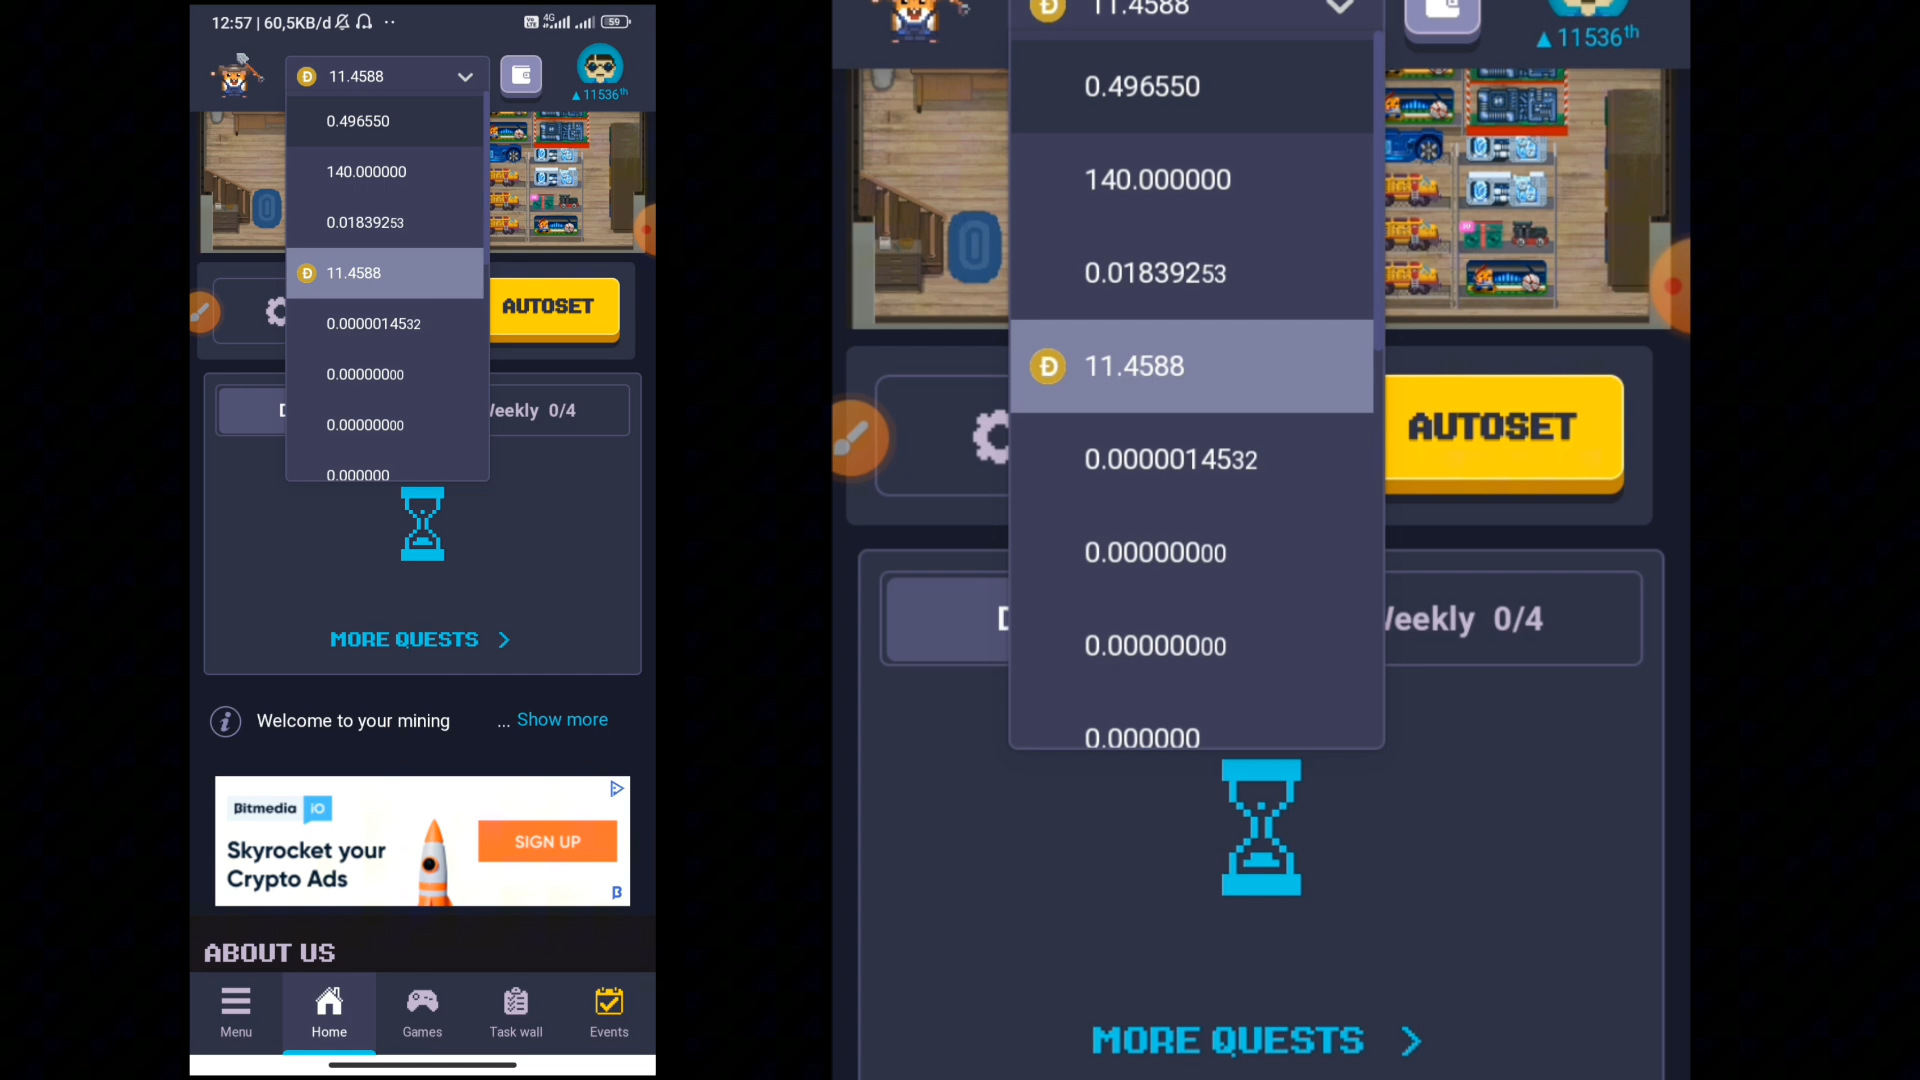 12:57 | 60,5KB/d
4G
59
11.4588
▲11536th
0.496550
140.000000
0.01839253
11.4588
0.0000014532
0.00000000
0.00000000
0.000000
AUTOSET
Weekly 0/4
MORE QUESTS >
Welcome to your mining ... Show more
Bitmedia IO
Skyrocket your
Crypto Ads
SIGN UP
ABOUT US
Menu
Home
Games
Task wall
Events
11.4588
▲11536th
0.496550
140.000000
0.01839253
11.4588
0.0000014532
0.00000000
0.00000000
0.000000
AUTOSET
Weekly 0/4
MORE QUESTS >